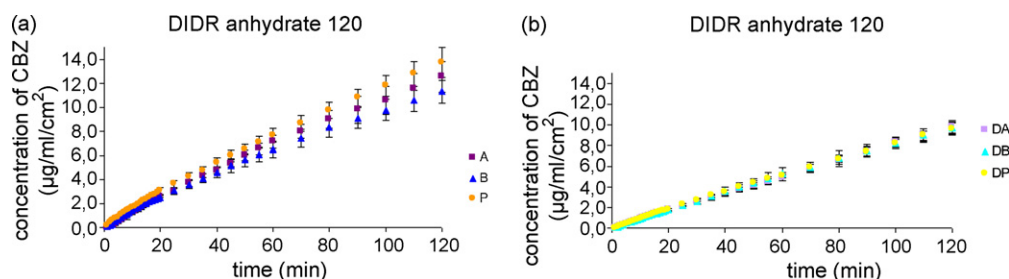 (a)
DIDR anhydrate 120
concentration of CBZ
(µg/ml/cm²)
14,0
12,0
10,0
8,0
6,0
4,0
2,0
0,0
0 20 40 60 80 100 120
time (min)
A
B
P
(b)
DIDR anhydrate 120
concentration of CBZ
(µg/ml/cm²)
14,0
12,0
10,0
8,0
6,0
4,0
2,0
0,0
0 20 40 60 80 100 120
time (min)
DA
DB
DP